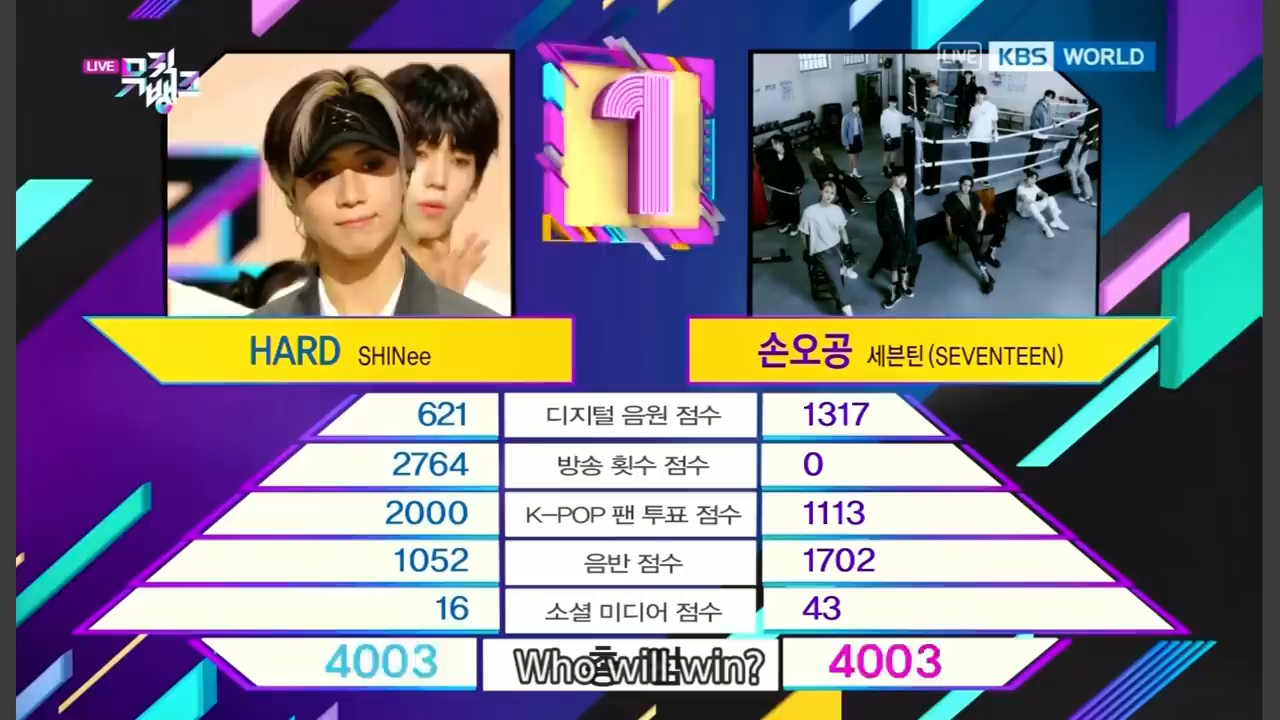 LIVE 뮤직뱅크
LIVE KBS WORLD
1
HARD SHINee
손오공 세븐틴(SEVENTEEN)
621 디지털 음원 점수 1317
2764 방송 횟수 점수 0
2000 K-POP 팬 투표 점수 1113
1052 음반 점수 1702
16 소셜 미디어 점수 43
4003 Who will win? 4003